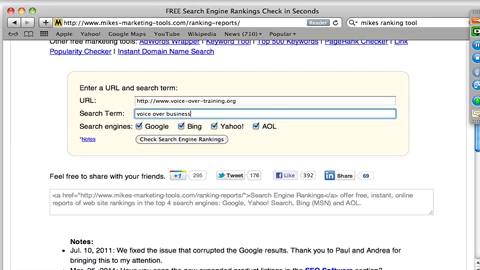 FREE Search Engine Rankings Check in Seconds
http://www.mikes-marketing-tools.com/ranking-reports/ Reader mikes ranking tool
Apple Yahoo! Google Maps YouTube Wikipedia News (710) Popular
Other free marketing tools: AdWords Wrapper | Keyword Tool | Top 500 Keywords | PageRank Checker | Link
Popularity Checker | Instant Domain Name Search
Enter a URL and search term:
URL: http://www.voice-over-training.org
Search Term: voice over business
Search engines: Google Bing Yahoo! AOL
*Notes Check Search Engine Rankings
Feel free to share with your friends. +1 295 Tweet 176 Like 392 Share 69
<a href="http://www.mikes-marketing-tools.com/ranking-reports/">Search Engine Rankings</a> offer free, instant, online
reports of web site rankings in the top 4 search engines: Google, Yahoo! Search, Bing (MSN) and AOL.
Notes:
• Jul. 10, 2011: We fixed the issue that corrupted the Google results. Thank you to Paul and Andrea for
bringing this to my attention.